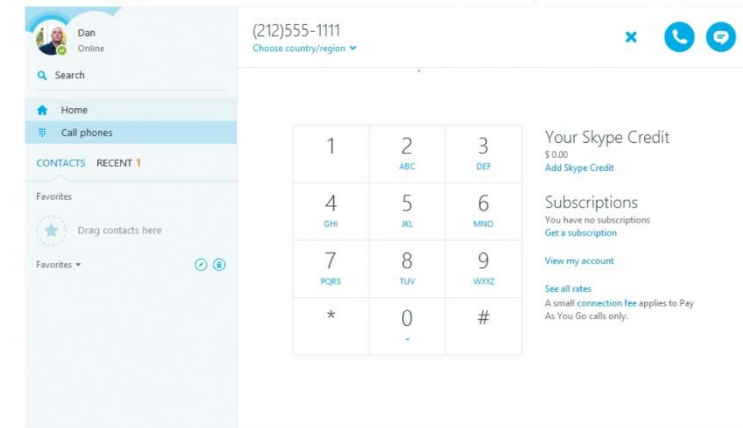 Dan
Online
Search
Home
Call phones
CONTACTS RECENT 1
Favorites
Drag contacts here
Favorites
(212)555-1111
Choose country/region
1
2
ABC
3
DEF
4
GHI
5
JKL
6
MNO
7
PQRS
8
TUV
9
WXYZ
*
0
+
#
Your Skype Credit
$ 0.00
Add Skype Credit
Subscriptions
You have no subscriptions
Get a subscription
View my account
See all rates
A small connection fee applies to Pay
As You Go calls only.